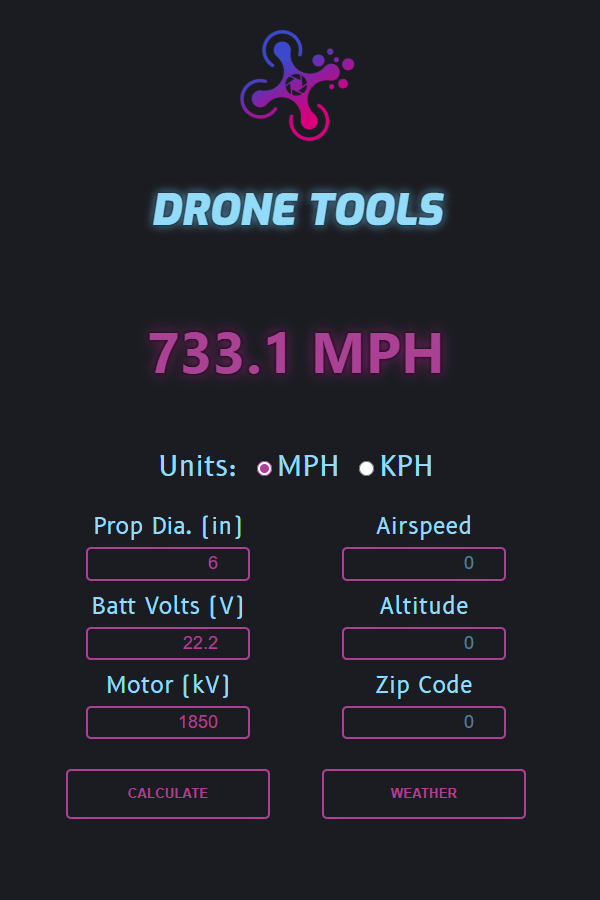 DRONE TOOLS
733.1 MPH
Units: MPH KPH
Prop Dia. (in) Airspeed
6 0
Batt Volts (V) Altitude
22.2 0
Motor (kV) Zip Code
1850 0
CALCULATE WEATHER